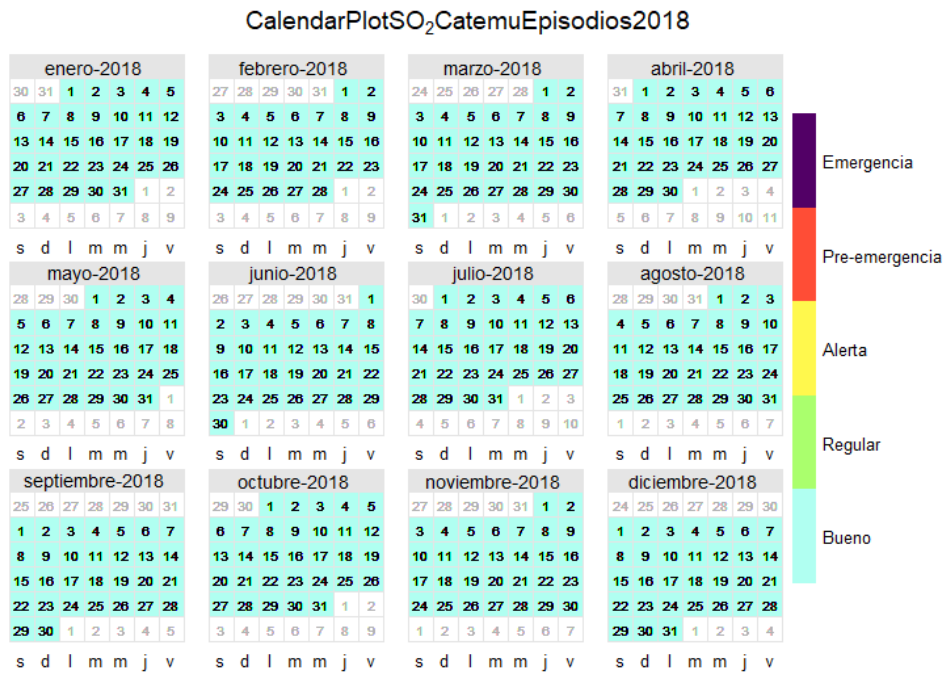 CalendarPlotSO₂CatemuEpisodios2018
enero-2018
30 31 1 2 3 4 5
6 7 8 9 10 11 12
13 14 15 16 17 18 19
20 21 22 23 24 25 26
27 28 29 30 31 1 2
3 4 5 6 7 8 9
s d l m m j v
febrero-2018
27 28 29 30 31 1 2
3 4 5 6 7 8 9
10 11 12 13 14 15 16
17 18 19 20 21 22 23
24 25 26 27 28 1 2
3 4 5 6 7 8 9
s d l m m j v
marzo-2018
24 25 26 27 28 1 2
3 4 5 6 7 8 9
10 11 12 13 14 15 16
17 18 19 20 21 22 23
24 25 26 27 28 29 30
31 1 2 3 4 5 6
s d l m m j v
abril-2018
31 1 2 3 4 5 6
7 8 9 10 11 12 13
14 15 16 17 18 19 20
21 22 23 24 25 26 27
28 29 30 1 2 3 4
5 6 7 8 9 10 11
s d l m m j v
mayo-2018
28 29 30 1 2 3 4
5 6 7 8 9 10 11
12 13 14 15 16 17 18
19 20 21 22 23 24 25
26 27 28 29 30 31 1
2 3 4 5 6 7 8
s d l m m j v
junio-2018
26 27 28 29 30 31 1
2 3 4 5 6 7 8
9 10 11 12 13 14 15
16 17 18 19 20 21 22
23 24 25 26 27 28 29
30 1 2 3 4 5 6
s d l m m j v
julio-2018
30 1 2 3 4 5 6
7 8 9 10 11 12 13
14 15 16 17 18 19 20
21 22 23 24 25 26 27
28 29 30 31 1 2 3
4 5 6 7 8 9 10
s d l m m j v
agosto-2018
28 29 30 31 1 2 3
4 5 6 7 8 9 10
11 12 13 14 15 16 17
18 19 20 21 22 23 24
25 26 27 28 29 30 31
1 2 3 4 5 6 7
s d l m m j v
septiembre-2018
25 26 27 28 29 30 31
1 2 3 4 5 6 7
8 9 10 11 12 13 14
15 16 17 18 19 20 21
22 23 24 25 26 27 28
29 30 1 2 3 4 5
s d l m m j v
octubre-2018
29 30 1 2 3 4 5
6 7 8 9 10 11 12
13 14 15 16 17 18 19
20 21 22 23 24 25 26
27 28 29 30 31 1 2
3 4 5 6 7 8 9
s d l m m j v
noviembre-2018
27 28 29 30 31 1 2
3 4 5 6 7 8 9
10 11 12 13 14 15 16
17 18 19 20 21 22 23
24 25 26 27 28 29 30
1 2 3 4 5 6 7
s d l m m j v
diciembre-2018
24 25 26 27 28 29 30
1 2 3 4 5 6 7
8 9 10 11 12 13 14
15 16 17 18 19 20 21
22 23 24 25 26 27 28
29 30 31 1 2 3 4
s d l m m j v
Emergencia
Pre-emergencia
Alerta
Regular
Bueno